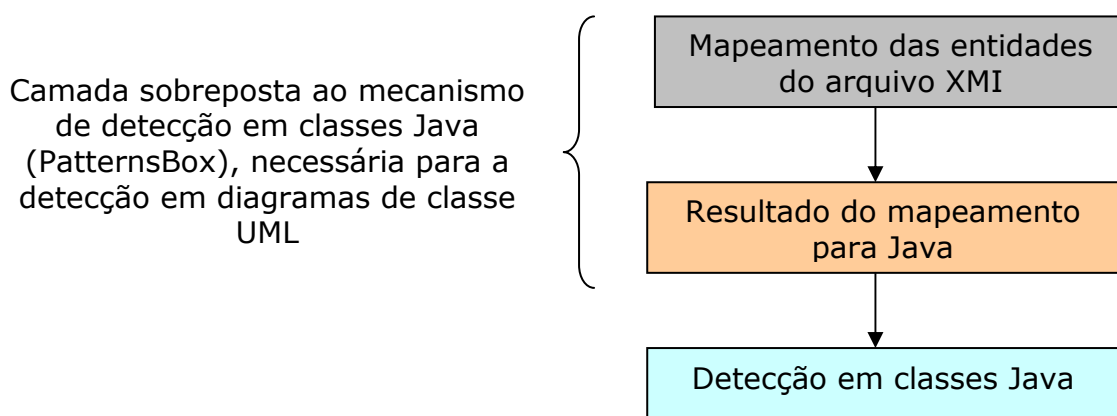 Camada sobreposta ao mecanismo
de detecção em classes Java
(PatternsBox), necessária para a
detecção em diagramas de classe
UML
Mapeamento das entidades
do arquivo XMI
Resultado do mapeamento
para Java
Detecção em classes Java